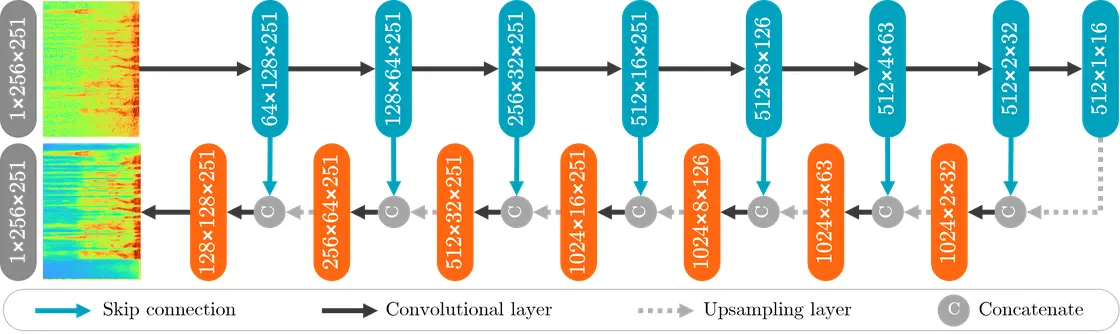 1×256×251
64×128×251
128×64×251
256×32×251
512×16×251
512×8×126
512×4×63
512×2×32
512×1×16
1×256×251
128×128×251
C
256×64×251
C
512×32×251
C
1024×16×251
C
1024×8×126
C
1024×4×63
C
1024×2×32
C
Skip connection
Convolutional layer
Upsampling layer
C Concatenate